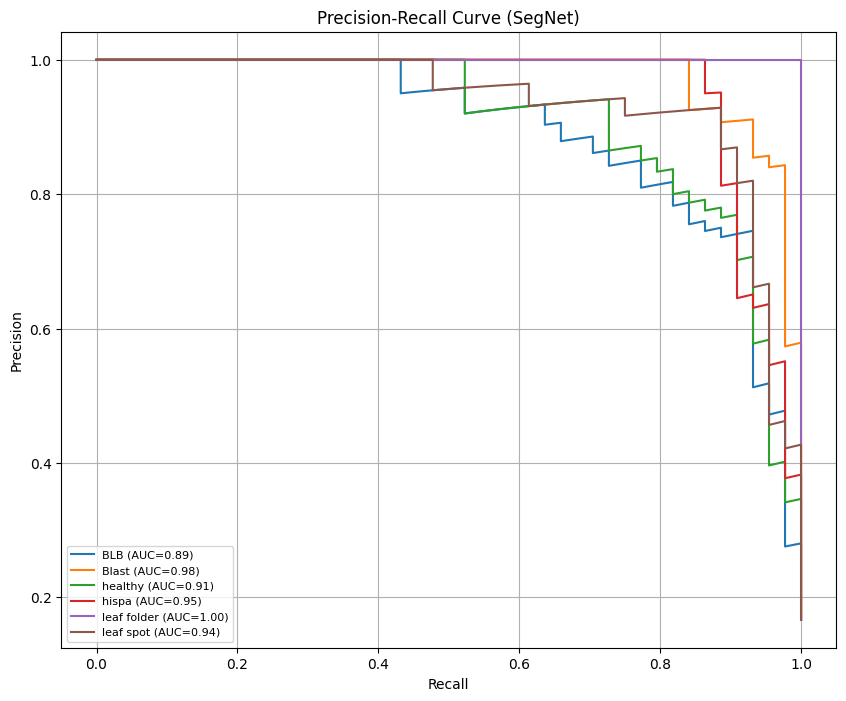 Precision-Recall Curve (SegNet)
Precision
1.0
0.8
0.6
0.4
0.2
BLB (AUC=0.89)
Blast (AUC=0.98)
healthy (AUC=0.91)
hispa (AUC=0.95)
leaf folder (AUC=1.00)
leaf spot (AUC=0.94)
0.0 0.2 0.4 0.6 0.8 1.0
Recall